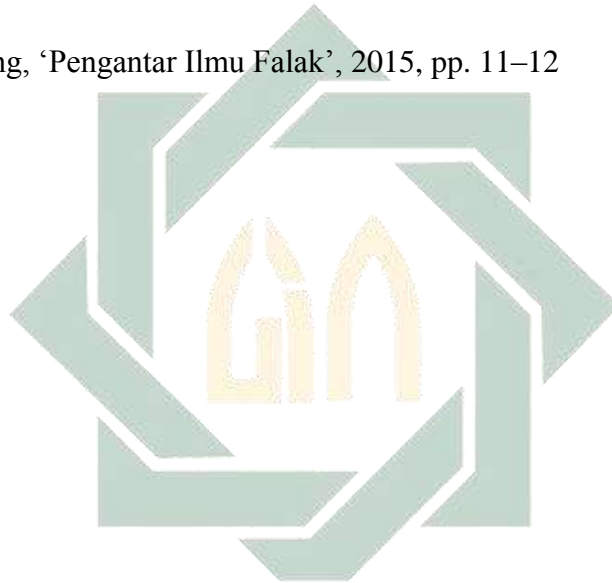 ng, ‘Pengantar Ilmu Falak’, 2015, pp. 11–12